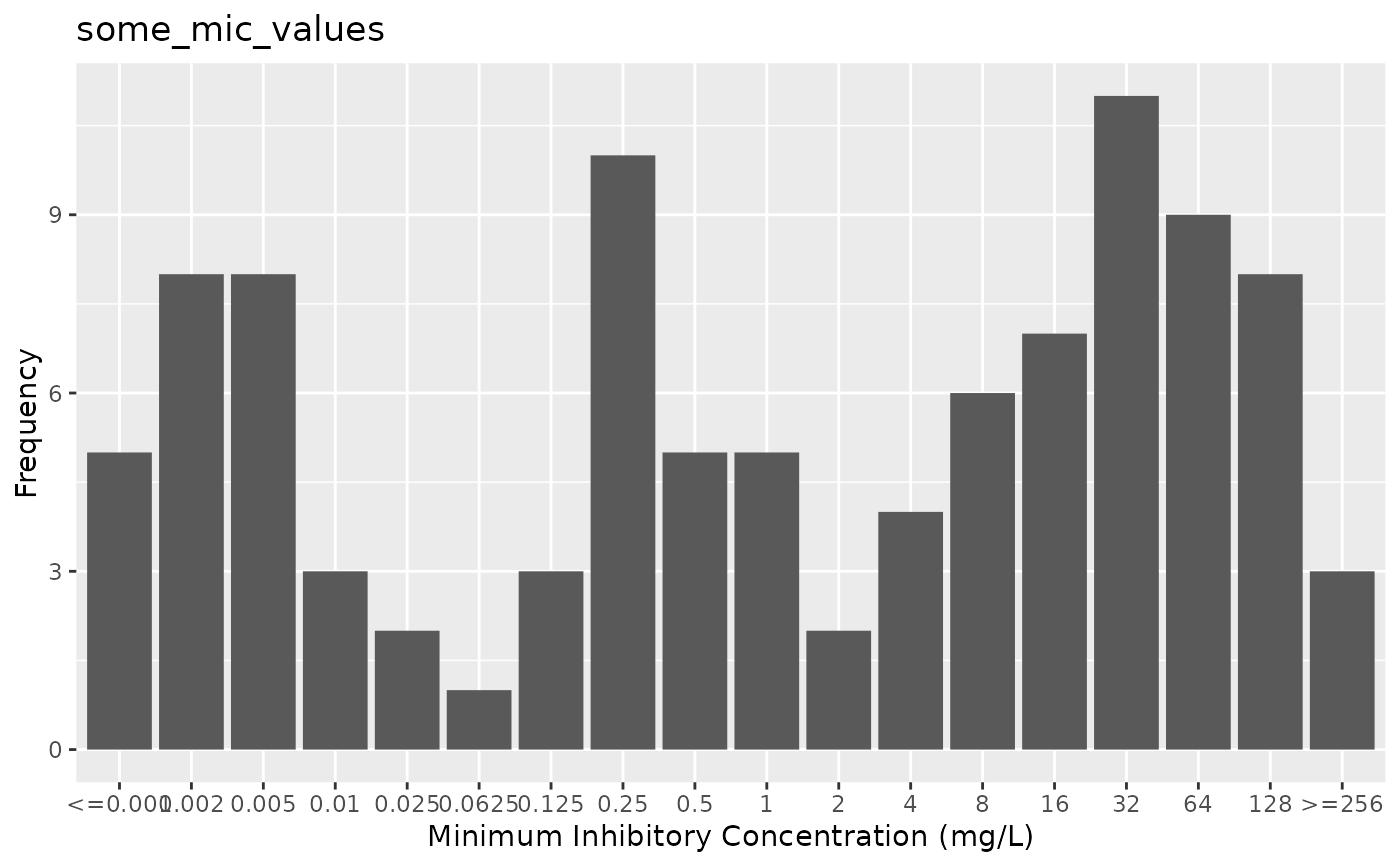 some_mic_values
Frequency
9
6
3
0
<=0.001 0.002 0.005 0.01 0.025 0.0625 0.125 0.25 0.5 1 2 4 8 16 32 64 128 >=256
Minimum Inhibitory Concentration (mg/L)